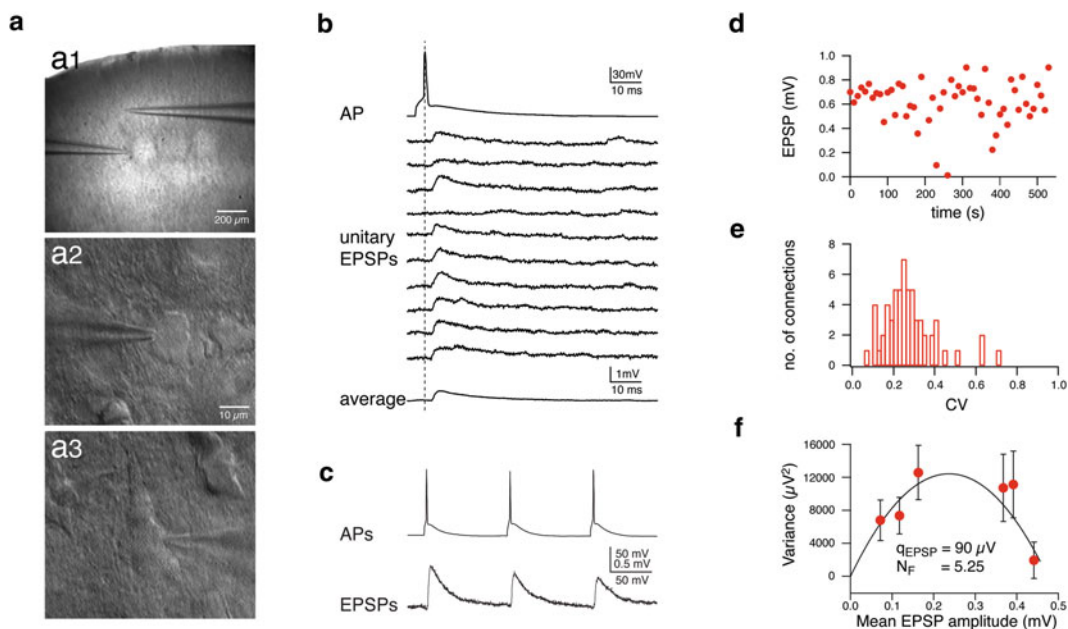 a
a1
200 µm
a2
10 µm
a3
b
30mV
10 ms
AP
unitary
EPSPs
1mV
10 ms
average
c
APs
50 mV
0.5 mV
50 mV
EPSPs
d
EPSP (mV)
1.0
0.8
0.6
0.4
0.2
0.0
0 100 200 300 400 500
time (s)
e
no. of connections
8
6
4
2
0
0.0 0.2 0.4 0.6 0.8 1.0
CV
f
Variance (µV²)
16000
12000
8000
4000
0
qEPSP = 90 µV
NF = 5.25
0.0 0.1 0.2 0.3 0.4 0.5
Mean EPSP amplitude (mV)